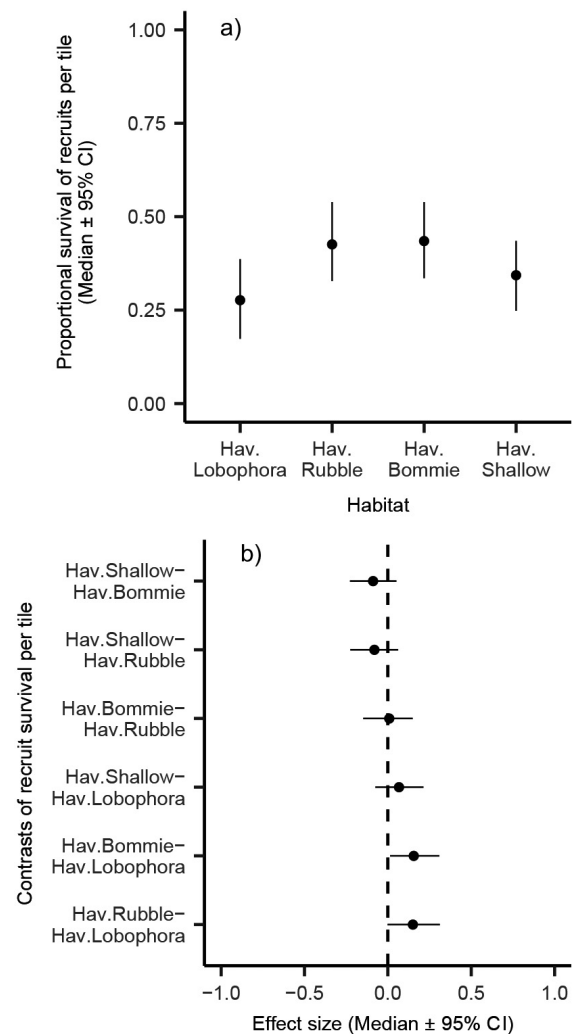 a)
Proportional survival of recruits per tile
(Median ± 95% CI)
1.00
0.75
0.50
0.25
0.00
Hav. Hav. Hav. Hav.
Lobophora Rubble Bommie Shallow
Habitat
b)
Contrasts of recruit survival per tile
Hav.Shallow−
Hav.Bommie
Hav.Shallow−
Hav.Rubble
Hav.Bommie−
Hav.Rubble
Hav.Shallow−
Hav.Lobophora
Hav.Bommie−
Hav.Lobophora
Hav.Rubble−
Hav.Lobophora
−1.0 −0.5 0.0 0.5 1.0
Effect size (Median ± 95% CI)